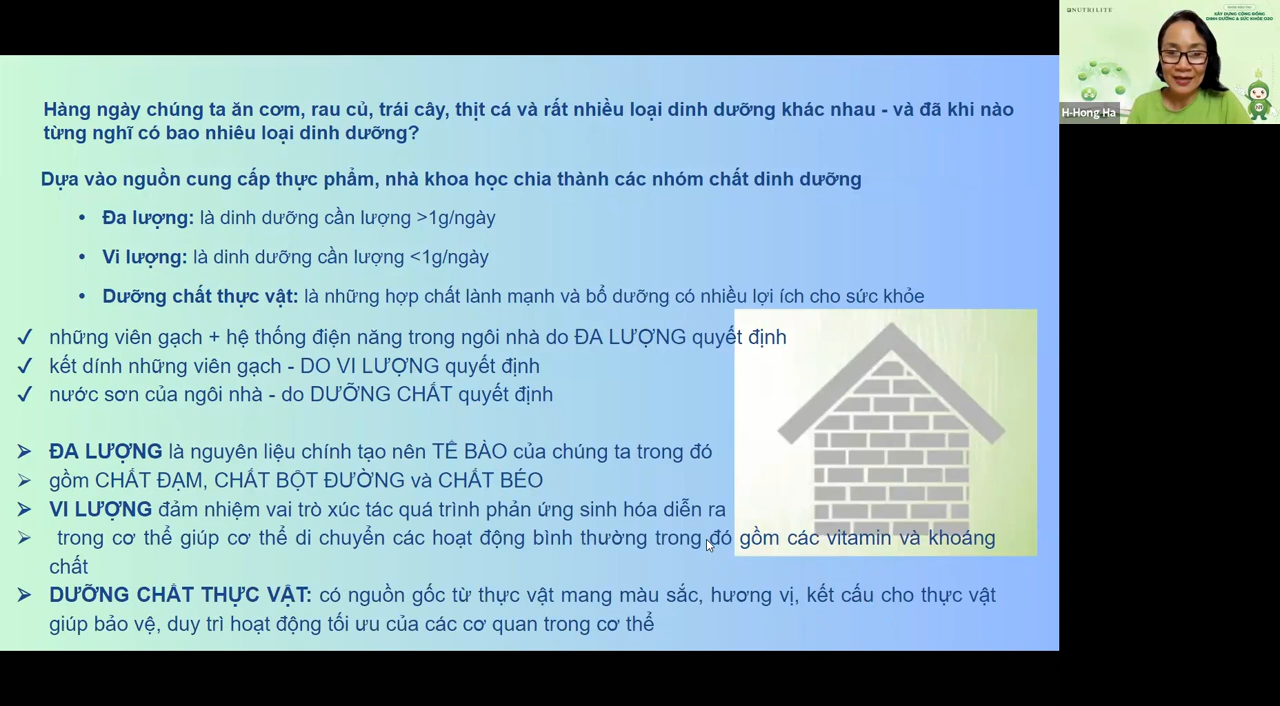 Hàng ngày chúng ta ăn cơm, rau củ, trái cây, thịt cá và rất nhiều loại dinh dưỡng khác nhau - và đã khi nào
từng nghĩ có bao nhiêu loại dinh dưỡng?
Dựa vào nguồn cung cấp thực phẩm, nhà khoa học chia thành các nhóm chất dinh dưỡng
• Đa lượng: là dinh dưỡng cần lượng >1g/ngày
• Vi lượng: là dinh dưỡng cần lượng <1g/ngày
• Dưỡng chất thực vật: là những hợp chất lành mạnh và bổ dưỡng có nhiều lợi ích cho sức khỏe
✓ những viên gạch + hệ thống điện năng trong ngôi nhà do ĐA LƯỢNG quyết định
✓ kết dính những viên gạch - DO VI LƯỢNG quyết định
✓ nước sơn của ngôi nhà - do DƯỠNG CHẤT quyết định
➢ ĐA LƯỢNG là nguyên liệu chính tạo nên TẾ BÀO của chúng ta trong đó
➢ gồm CHẤT ĐẠM, CHẤT BỘT ĐƯỜNG và CHẤT BÉO
➢ VI LƯỢNG đảm nhiệm vai trò xúc tác quá trình phản ứng sinh hóa diễn ra
➢ trong cơ thể giúp cơ thể di chuyển các hoạt động bình thường trong đó gồm các vitamin và khoáng
chất
➢ DƯỠNG CHẤT THỰC VẬT: có nguồn gốc từ thực vật mang màu sắc, hương vị, kết cấu cho thực vật
giúp bảo vệ, duy trì hoạt động tối ưu của các cơ quan trong cơ thể
NUTRILITE
XÂY DỰNG CỘNG ĐỒNG
DINH DƯỠNG & SỨC KHỎE O2O
H-Hong Ha